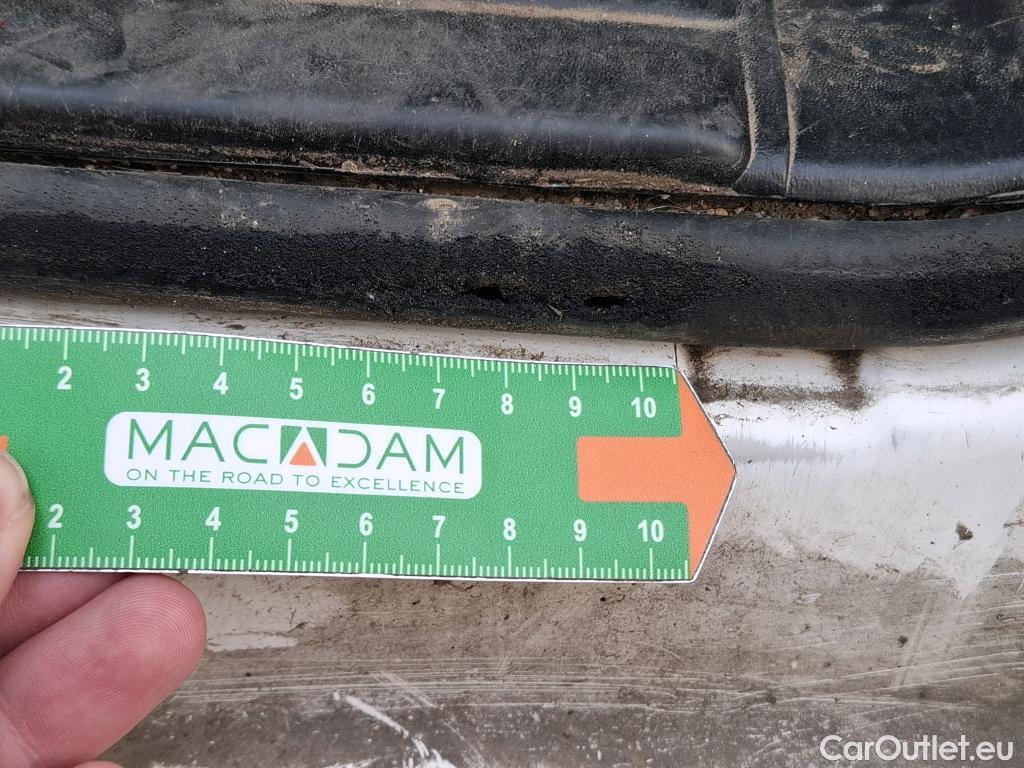 2 3 4 5 6 7 8 9 10
MACADAM
ON THE ROAD TO EXCELLENCE
2 3 4 5 6 7 8 9 10
CarOutlet.eu